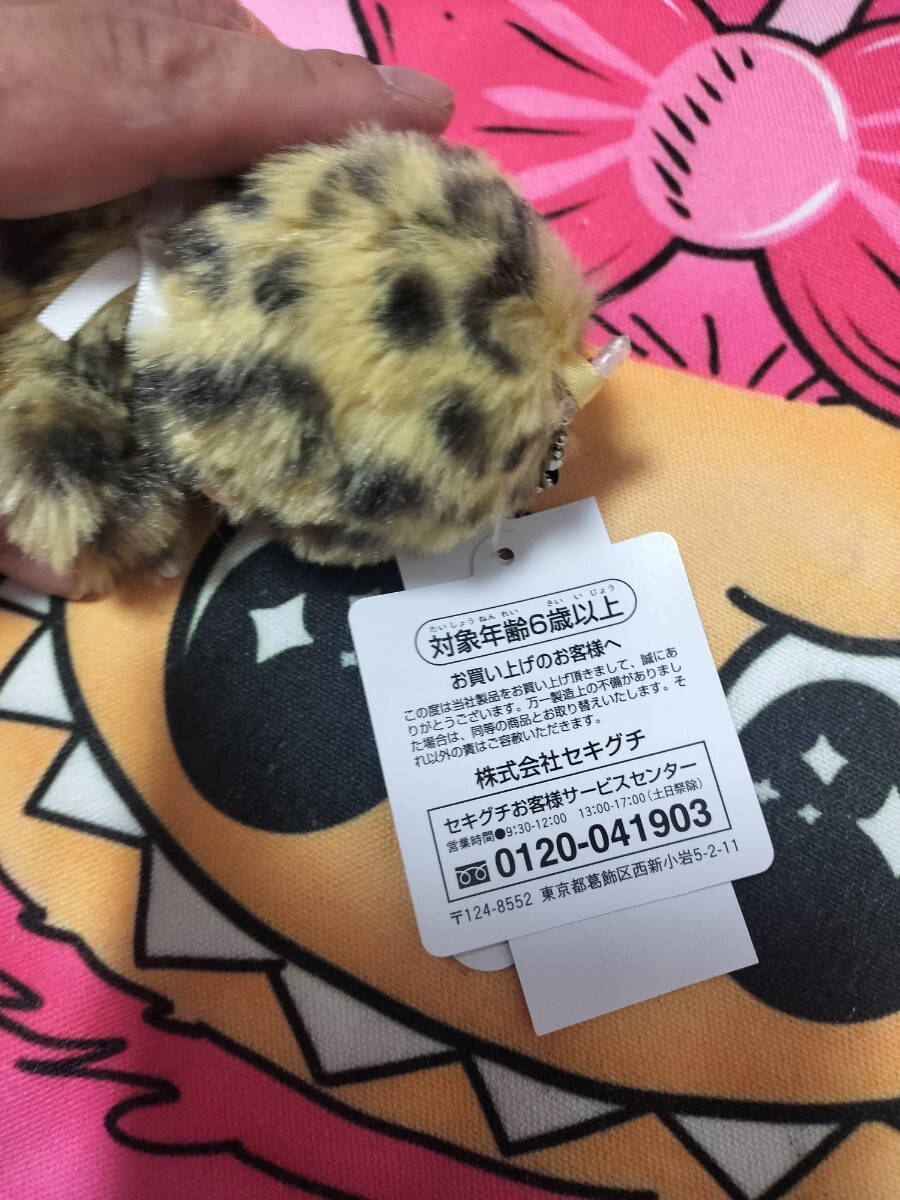 たいしょうねんれい さい いじょう
対象年齢6歳以上
お買い上げのお客様へ
この度は当社製品をお買い上げ頂きまして、誠にあ
りがとうございます。万一製造上の不備がありまし
た場合は、同等の商品とお取り替えいたします。そ
れ以外の責はご容赦いただきます。
株式会社セキグチ
セキグチお客様サービスセンター
営業時間●9:30-12:00 13:00-17:00(土日祭除)
0120-041903
〒124-8552 東京都葛飾区西新小岩5-2-11